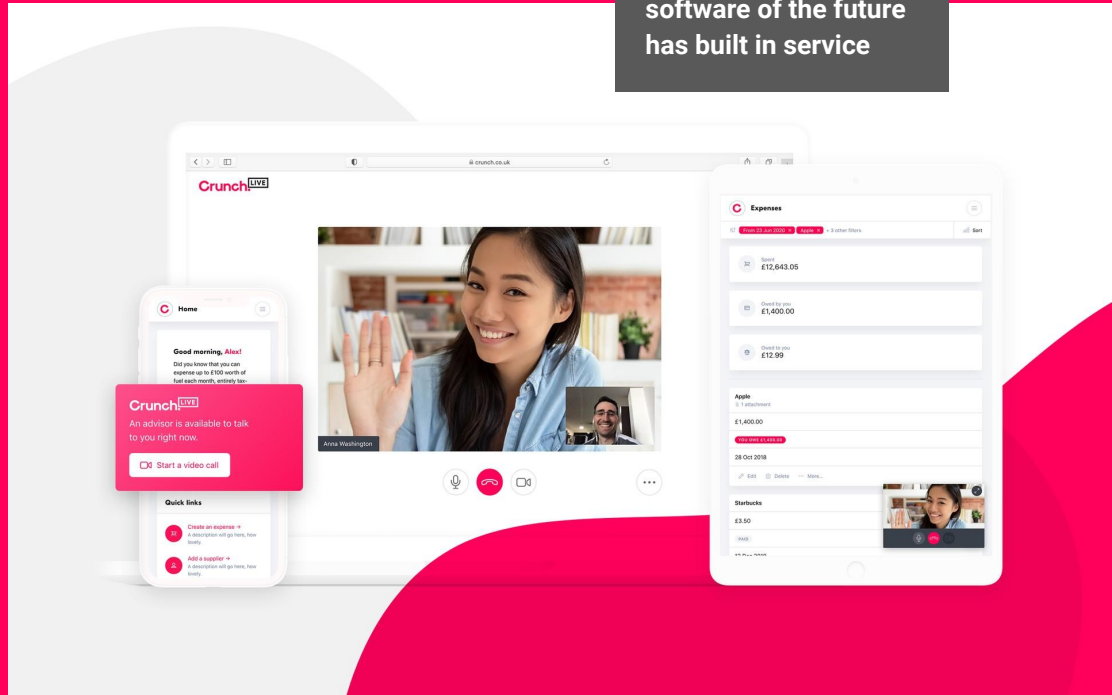 software of the future
has built in service
crunch.co.uk
Crunch LIVE
Anna Washington
C Home
Good morning, Alex!
Did you know that you can
expense up to £100 worth of
fuel each month, entirely tax-
Crunch LIVE
An advisor is available to talk
to you right now.
Start a video call
Quick links
Create an expense →
A description will go here, how
lovely.
Add a supplier →
A description will go here, how
lovely.
C Expenses
From 23 Jun 2020 × Apple × + 3 other filters Sort
Spent
£12,643.05
Owed by you
£1,400.00
Owed to you
£12.99
Apple
1 attachment
£1,400.00
YOU OWE £1,400.00
28 Oct 2018
Edit Delete ··· More...
Starbucks
£3.50
PAID